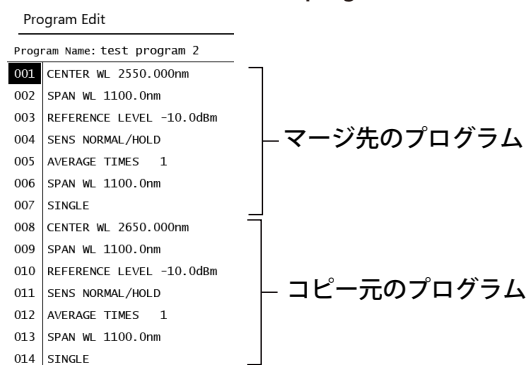 Program Edit
Program Name: test program 2
001 CENTER WL 2550.000nm
002 SPAN WL 1100.0nm
003 REFERENCE LEVEL -10.0dBm
004 SENS NORMAL/HOLD
005 AVERAGE TIMES 1
006 SPAN WL 1100.0nm
007 SINGLE
マージ先のプログラム
008 CENTER WL 2650.000nm
009 SPAN WL 1100.0nm
010 REFERENCE LEVEL -10.0dBm
011 SENS NORMAL/HOLD
012 AVERAGE TIMES 1
013 SPAN WL 1100.0nm
014 SINGLE
コピー元のプログラム